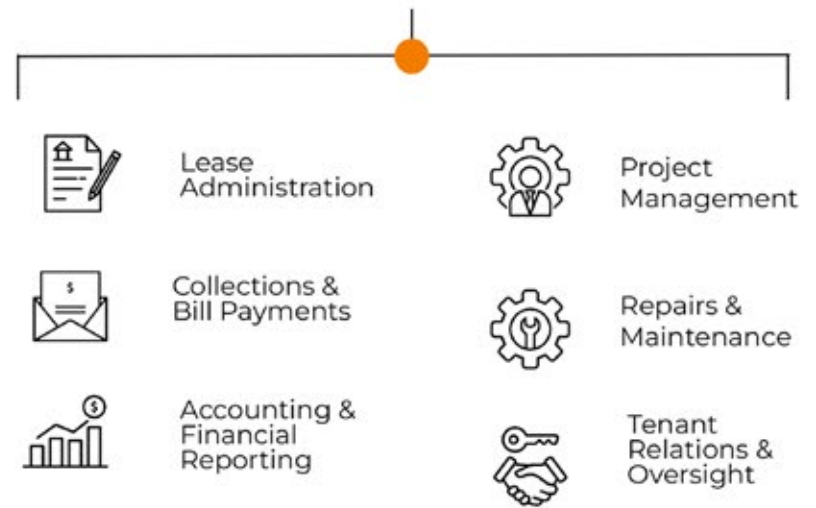 Lease
Administration
Project
Management
$
Collections &
Bill Payments
Repairs &
Maintenance
$
Accounting &
Financial
Reporting
Tenant
Relations &
Oversight